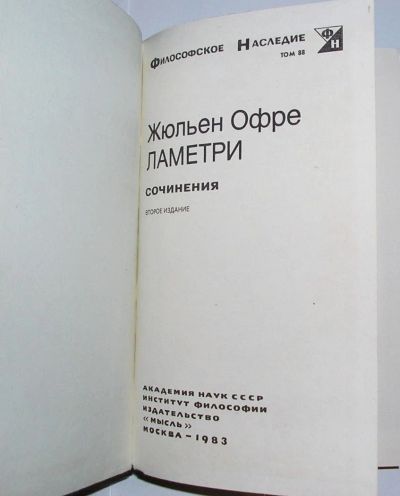 Философское Наследие
ТОМ 88
ФН
Жюльен Офре
ЛАМЕТРИ
СОЧИНЕНИЯ
ВТОРОЕ ИЗДАНИЕ
АКАДЕМИЯ НАУК СССР
ИНСТИТУТ ФИЛОСОФИИ
ИЗДАТЕЛЬСТВО
«МЫСЛЬ»
МОСКВА – 1983